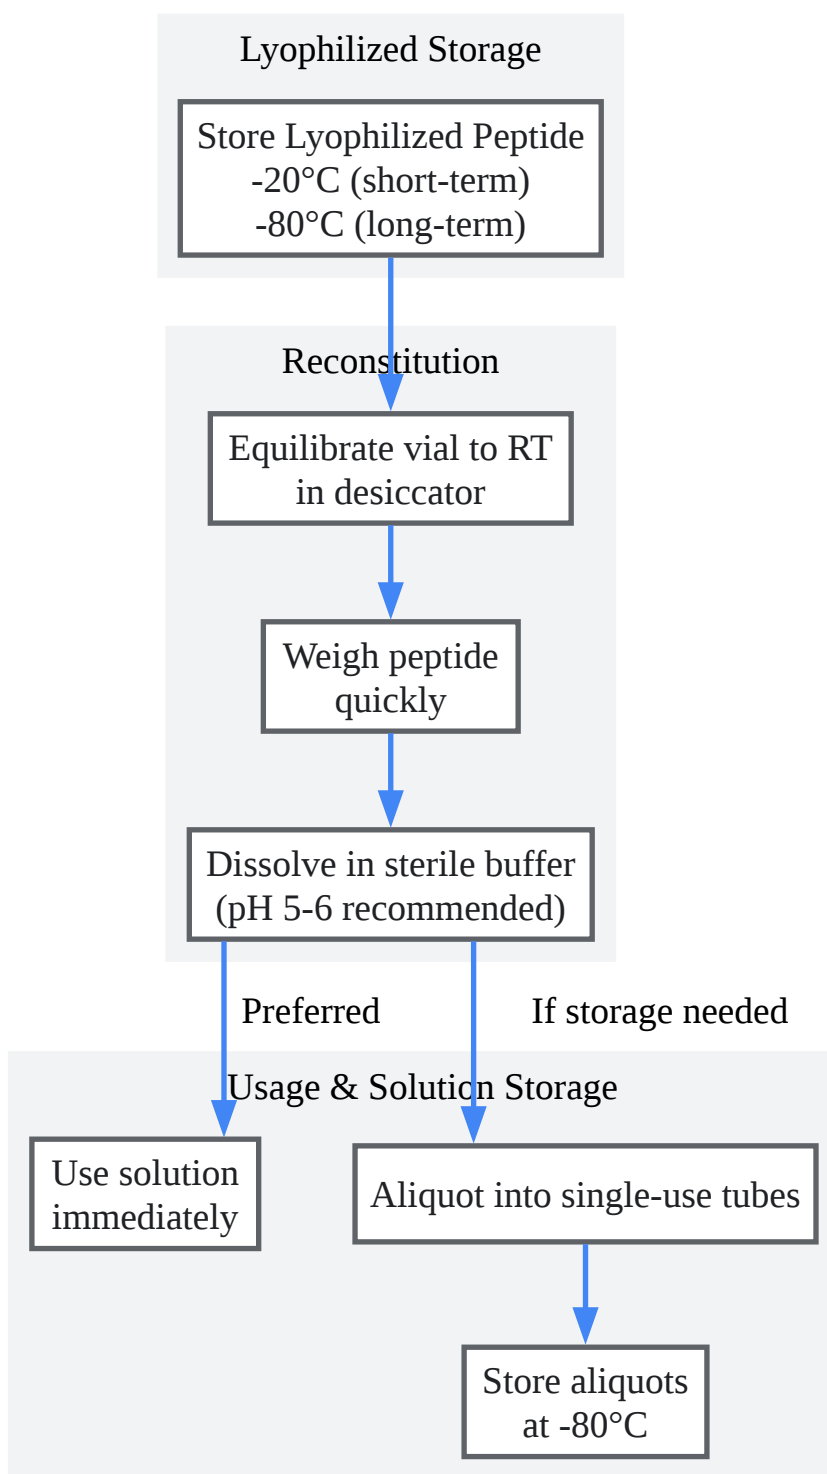 Lyophilized Storage
Store Lyophilized Peptide
-20°C (short-term)
-80°C (long-term)
Reconstitution
Equilibrate vial to RT
in desiccator
Weigh peptide
quickly
Dissolve in sterile buffer
(pH 5-6 recommended)
Preferred
If storage needed
Usage & Solution Storage
Use solution
immediately
Aliquot into single-use tubes
Store aliquots
at -80°C